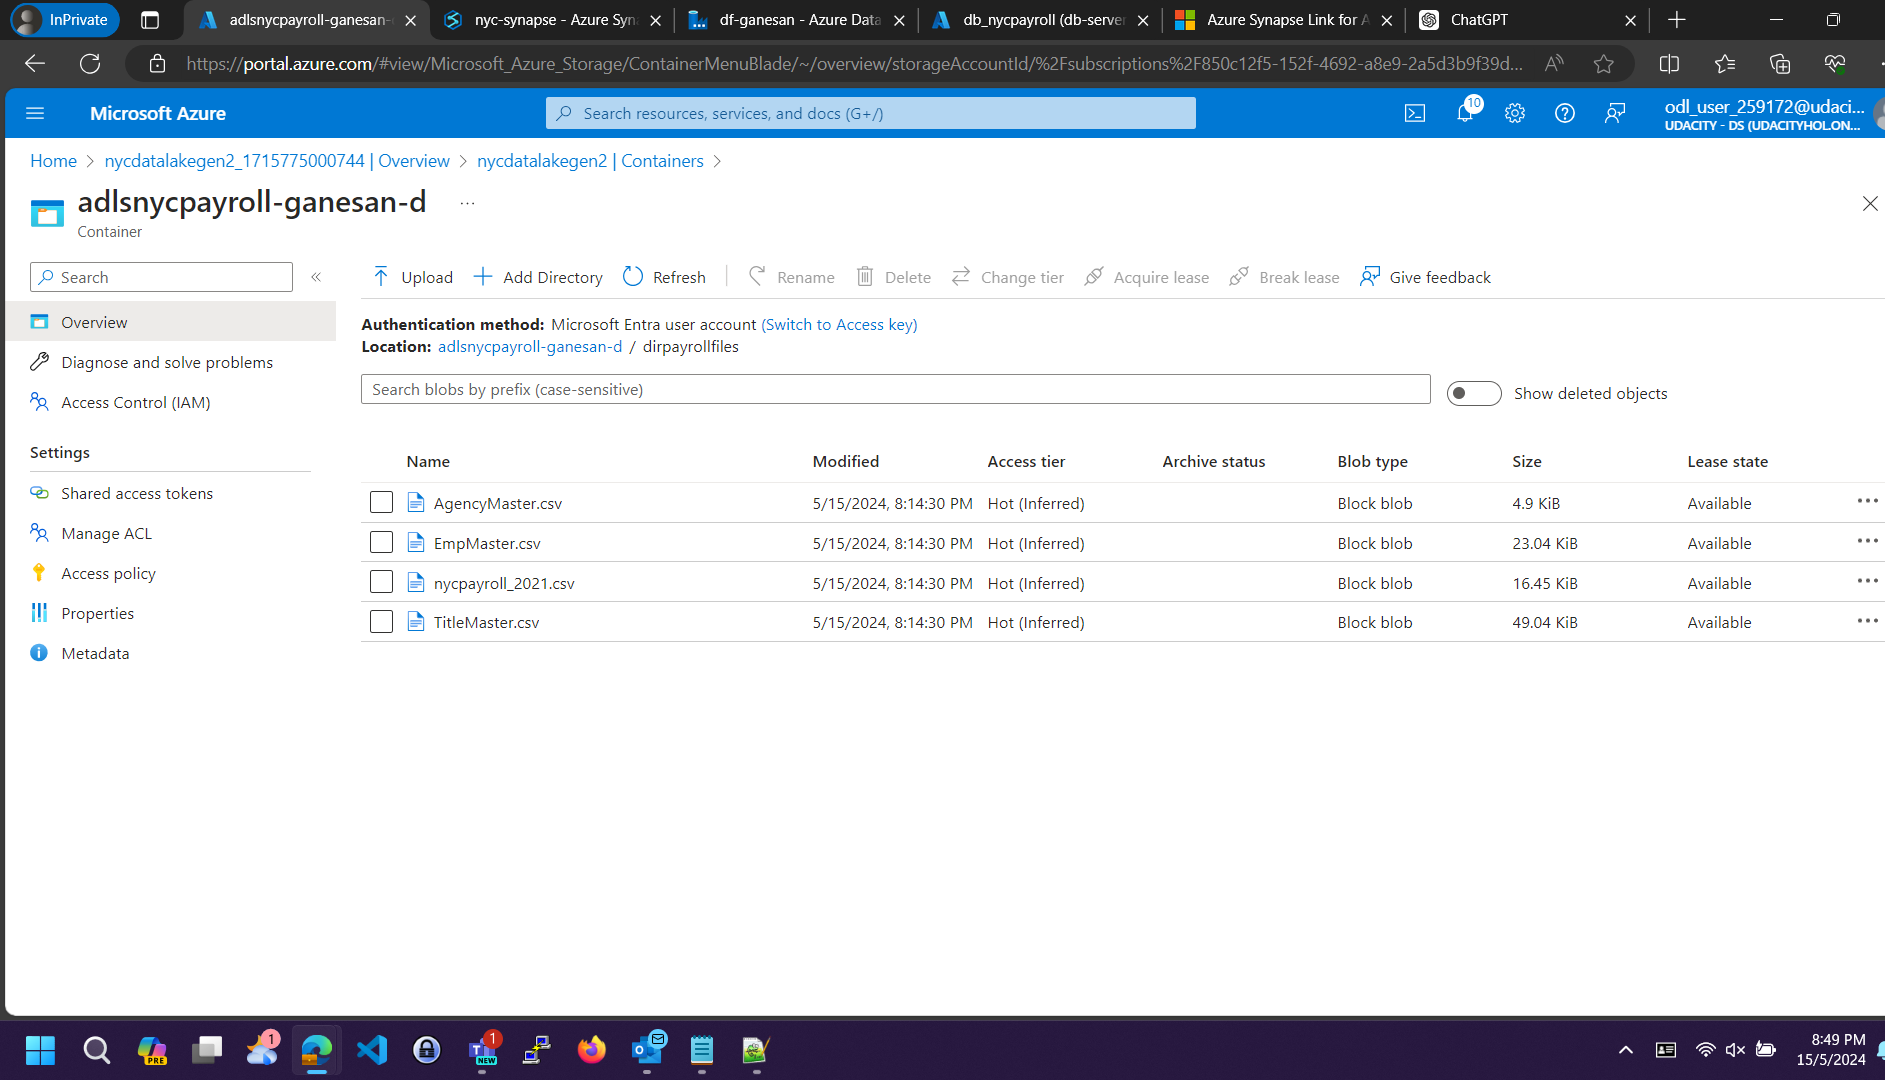 InPrivate
adlsnycpayroll-ganesan-
nyc-synapse - Azure Syn
df-ganesan - Azure Data
db_nycpayroll (db-server
Azure Synapse Link for A
ChatGPT
https://portal.azure.com/#view/Microsoft_Azure_Storage/ContainerMenuBlade/~/overview/storageAccountId/%2Fsubscriptions%2F850c12f5-152f-4692-a8e9-2a5d3b9f39d...
Microsoft Azure
Search resources, services, and docs (G+/)
10
odl_user_259172@udaci...
UDACITY - DS (UDACITYHOL.ON...
Home > nycdatalakegen2_1715775000744 | Overview > nycdatalakegen2 | Containers >
adlsnycpayroll-ganesan-d ...
Container
Search
Upload
Add Directory
Refresh
Rename
Delete
Change tier
Acquire lease
Break lease
Give feedback
Overview
Diagnose and solve problems
Access Control (IAM)
Settings
Shared access tokens
Manage ACL
Access policy
Properties
Metadata
Authentication method: Microsoft Entra user account (Switch to Access key)
Location: adlsnycpayroll-ganesan-d / dirpayrollfiles
Search blobs by prefix (case-sensitive)
Show deleted objects
Name Modified Access tier Archive status Blob type Size Lease state
AgencyMaster.csv 5/15/2024, 8:14:30 PM Hot (Inferred) Block blob 4.9 KiB Available
EmpMaster.csv 5/15/2024, 8:14:30 PM Hot (Inferred) Block blob 23.04 KiB Available
nycpayroll_2021.csv 5/15/2024, 8:14:30 PM Hot (Inferred) Block blob 16.45 KiB Available
TitleMaster.csv 5/15/2024, 8:14:30 PM Hot (Inferred) Block blob 49.04 KiB Available
PRE
1
1
NEW
8:49 PM
15/5/2024